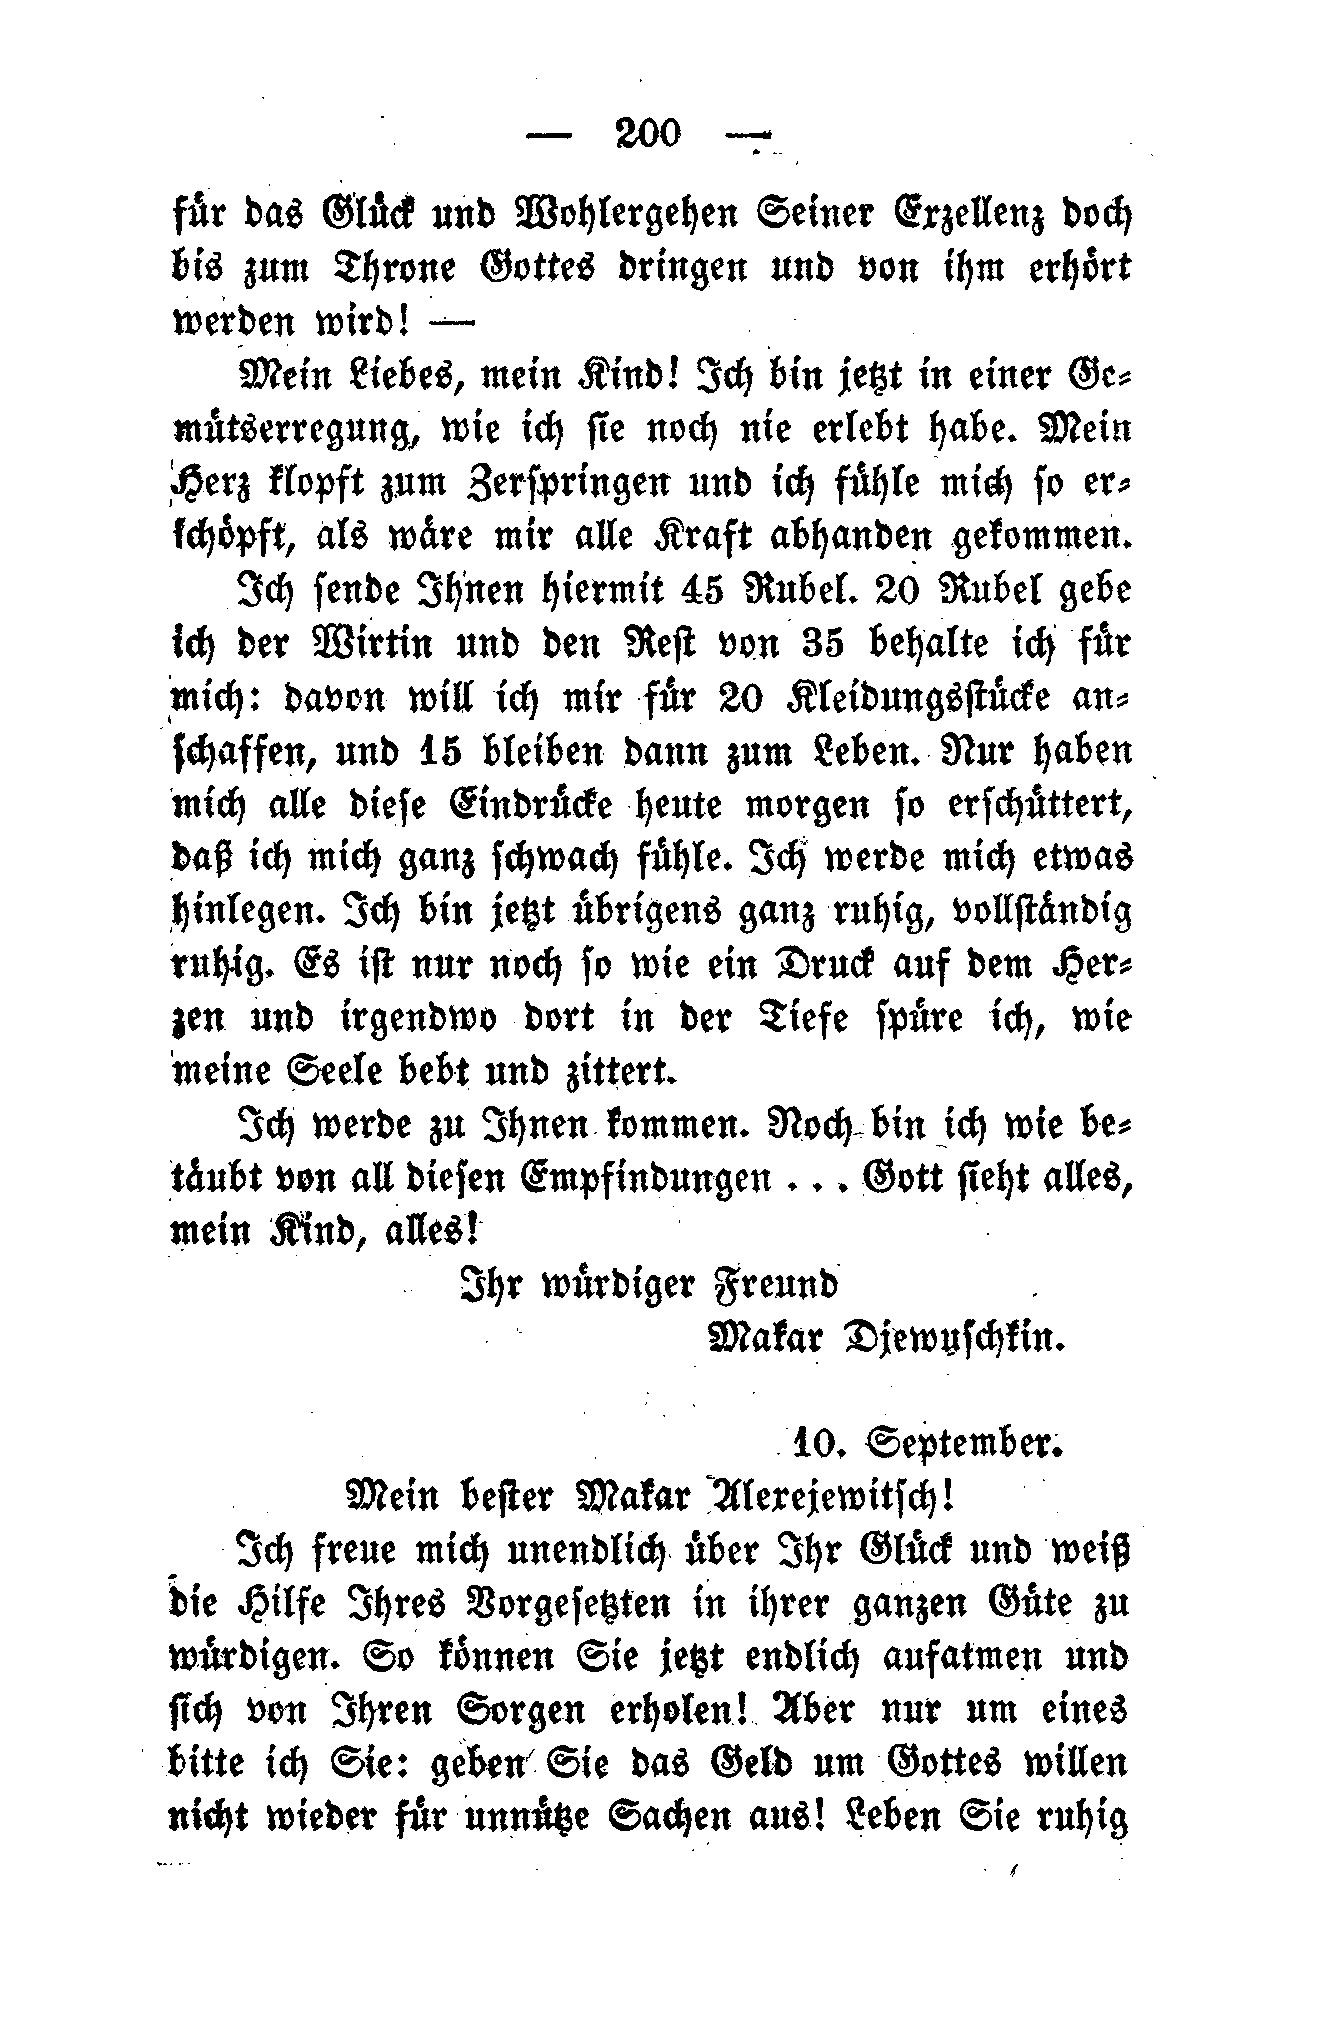 — 200 —
für das Glück und Wohlergehen Seiner Exzellenz doch
bis zum Throne Gottes dringen und von ihm erhört
werden wird! —
Mein Liebes, mein Kind! Ich bin jetzt in einer Ge-
mütserregung, wie ich sie noch nie erlebt habe. Mein
Herz klopft zum Zerspringen und ich fühle mich so er-
schöpft, als wäre mir alle Kraft abhanden gekommen.
Ich sende Ihnen hiermit 45 Rubel. 20 Rubel gebe
ich der Wirtin und den Rest von 35 behalte ich für
mich: davon will ich mir für 20 Kleidungsstücke an-
schaffen, und 15 bleiben dann zum Leben. Nur haben
mich alle diese Eindrücke heute morgen so erschüttert,
daß ich mich ganz schwach fühle. Ich werde mich etwas
hinlegen. Ich bin jetzt übrigens ganz ruhig, vollständig
ruhig. Es ist nur noch so wie ein Druck auf dem Her-
zen und irgendwo dort in der Tiefe spüre ich, wie
meine Seele bebt und zittert.
Ich werde zu Ihnen kommen. Noch bin ich wie be-
täubt von all diesen Empfindungen . . . Gott sieht alles,
mein Kind, alles!
Ihr würdiger Freund
Makar Djewuschkin.
10. September.
Mein bester Makar Alexejewitsch!
Ich freue mich unendlich über Ihr Glück und weiß
die Hilfe Ihres Vorgesetzten in ihrer ganzen Güte zu
würdigen. So können Sie jetzt endlich aufatmen und
sich von Ihren Sorgen erholen! Aber nur um eines
bitte ich Sie: geben Sie das Geld um Gottes willen
nicht wieder für unnütze Sachen aus! Leben Sie ruhig